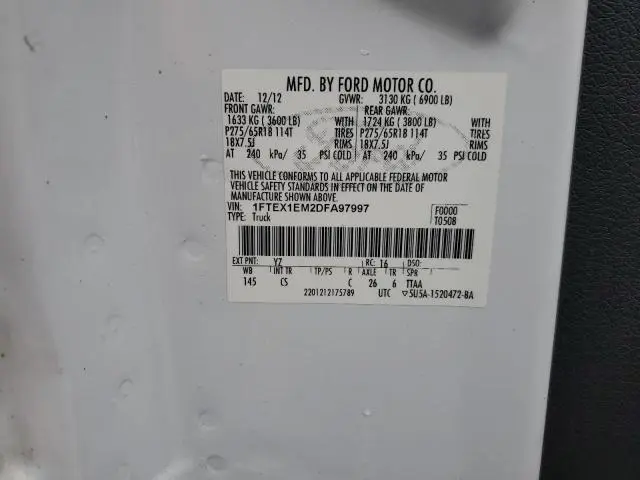 MFD. BY FORD MOTOR CO.
DATE: 12/12 GVWR: 3130 KG ( 6900 LB)
FRONT GAWR: REAR GAWR:
1633 KG ( 3600 LB) WITH 1724 KG ( 3800 LB) WITH
P275/65R18 114T TIRES P275/65R18 114T TIRES
18X7.5J RIMS 18X7.5J RIMS
AT 240 kPa/ 35 PSI COLD AT 240 kPa/ 35 PSI COLD
THIS VEHICLE CONFORMS TO ALL APPLICABLE FEDERAL MOTOR
VEHICLE SAFETY STANDARDS IN EFFECT ON THE DATE OF
MANUFACTURE SHOWN ABOVE.
VIN: 1FTEX1EM2DFA97997 F0000
TYPE: Truck T0508
EXT PNT: YZ RC: 16 DSO:
WB INT TR TP/PS R AXLE TR SPR
145 CS C 26 6 TTAA
2201212175789 UTC ▽5U5A-1520472-BA